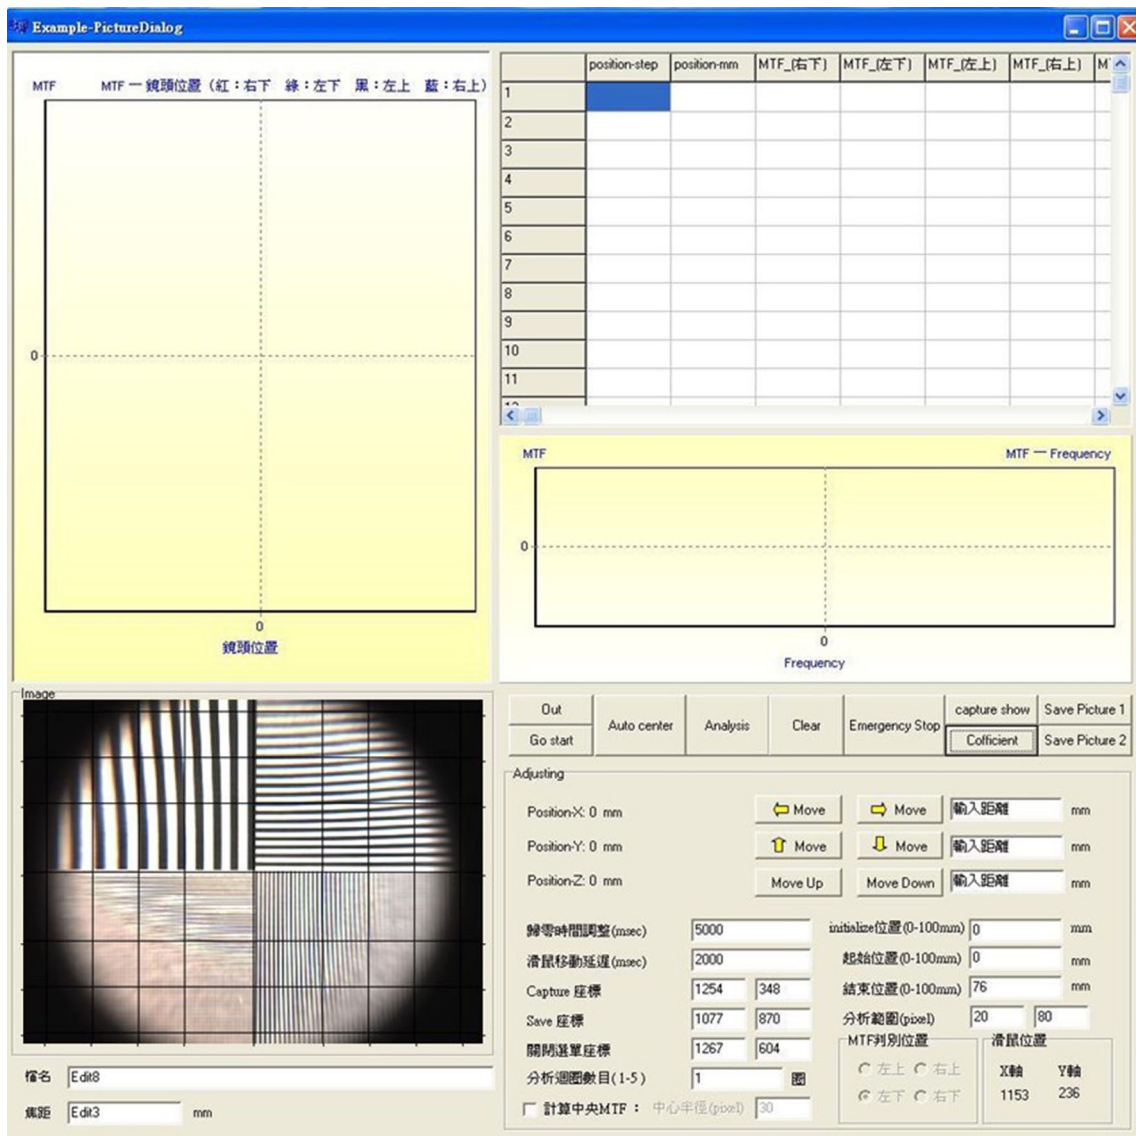 Example-PictureDialog
MTF MTF — 鏡頭位置 (紅：右下 綠：左下 黑：左上 藍：右上)
0
0
鏡頭位置
position-step position-mm MTF_(右下) MTF_(左下) MTF_(左上) MTF_(右上)
1
2
3
4
5
6
7
8
9
10
11
MTF MTF — Frequency
0
0
Frequency
Image
Out
Go start
Auto center
Analysis
Clear
Emergency Stop
capture show
Cofficient
Save Picture 1
Save Picture 2
Adjusting
Position-X: 0 mm Move Move 輸入距離 mm
Position-Y: 0 mm Move Move 輸入距離 mm
Position-Z: 0 mm Move Up Move Down 輸入距離 mm
歸零時間調整(msec) 5000 initialize位置(0-100mm) 0 mm
滑鼠移動延遲(msec) 2000 起始位置(0-100mm) 0 mm
Capture 座標 1254 348 結束位置(0-100mm) 76 mm
Save 座標 1077 870 分析範圍(pixel) 20 80
關閉選單座標 1267 604
分析迴圈數目(1-5) 1 圈
計算中央MTF： 中心半徑(pixel) 30
MTF判別位置
左上 右上
左下 右下
滑鼠位置
X軸 Y軸
1153 236
檔名 Edit8
焦距 Edit3 mm